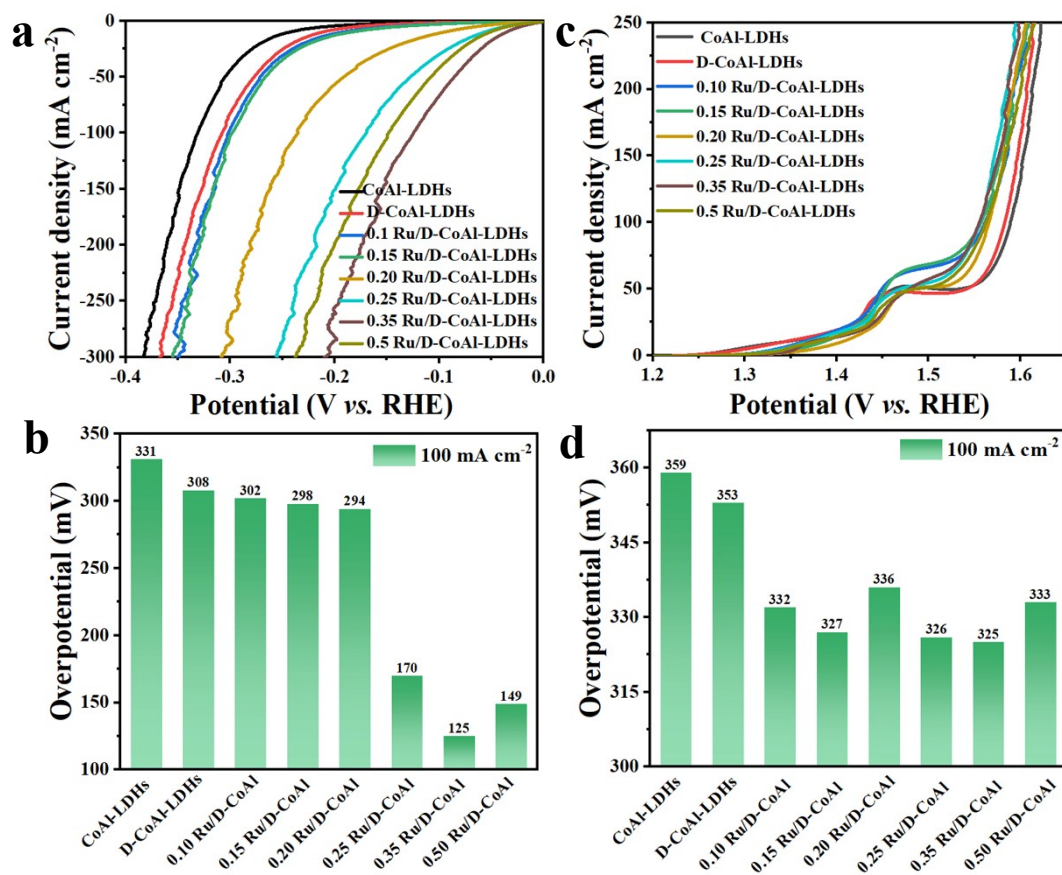 a
Current density (mA cm-2)
0
-50
-100
-150
-200
-250
-300
-0.4
-0.3
-0.2
-0.1
0.0
Potential (V vs. RHE)
CoAl-LDHs
D-CoAl-LDHs
0.1 Ru/D-CoAl-LDHs
0.15 Ru/D-CoAl-LDHs
0.20 Ru/D-CoAl-LDHs
0.25 Ru/D-CoAl-LDHs
0.35 Ru/D-CoAl-LDHs
0.5 Ru/D-CoAl-LDHs
c
Current density (mA cm-2)
250
200
150
100
50
0
1.2
1.3
1.4
1.5
1.6
Potential (V vs. RHE)
CoAl-LDHs
D-CoAl-LDHs
0.10 Ru/D-CoAl-LDHs
0.15 Ru/D-CoAl-LDHs
0.20 Ru/D-CoAl-LDHs
0.25 Ru/D-CoAl-LDHs
0.35 Ru/D-CoAl-LDHs
0.5 Ru/D-CoAl-LDHs
b
Overpotential (mV)
350
300
250
200
150
100
100 mA cm-2
331
308
302
298
294
170
125
149
CoAl-LDHs
D-CoAl-LDHs
0.10 Ru/D-CoAl
0.15 Ru/D-CoAl
0.20 Ru/D-CoAl
0.25 Ru/D-CoAl
0.35 Ru/D-CoAl
0.50 Ru/D-CoAl
d
Overpotential (mV)
360
345
330
315
300
100 mA cm-2
359
353
332
327
336
326
325
333
CoAl-LDHs
D-CoAl-LDHs
0.10 Ru/D-CoAl
0.15 Ru/D-CoAl
0.20 Ru/D-CoAl
0.25 Ru/D-CoAl
0.35 Ru/D-CoAl
0.50 Ru/D-CoAl